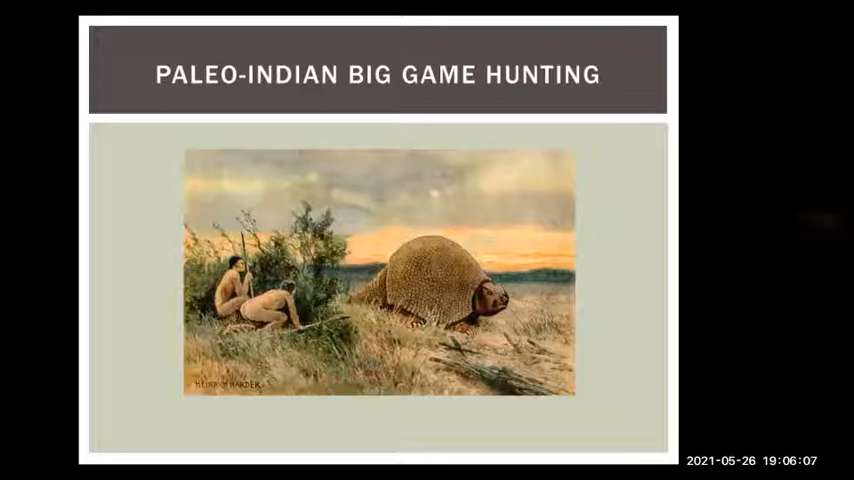 PALEO-INDIAN BIG GAME HUNTING
HEINRICH HARDER
2021-05-26 19:06:07